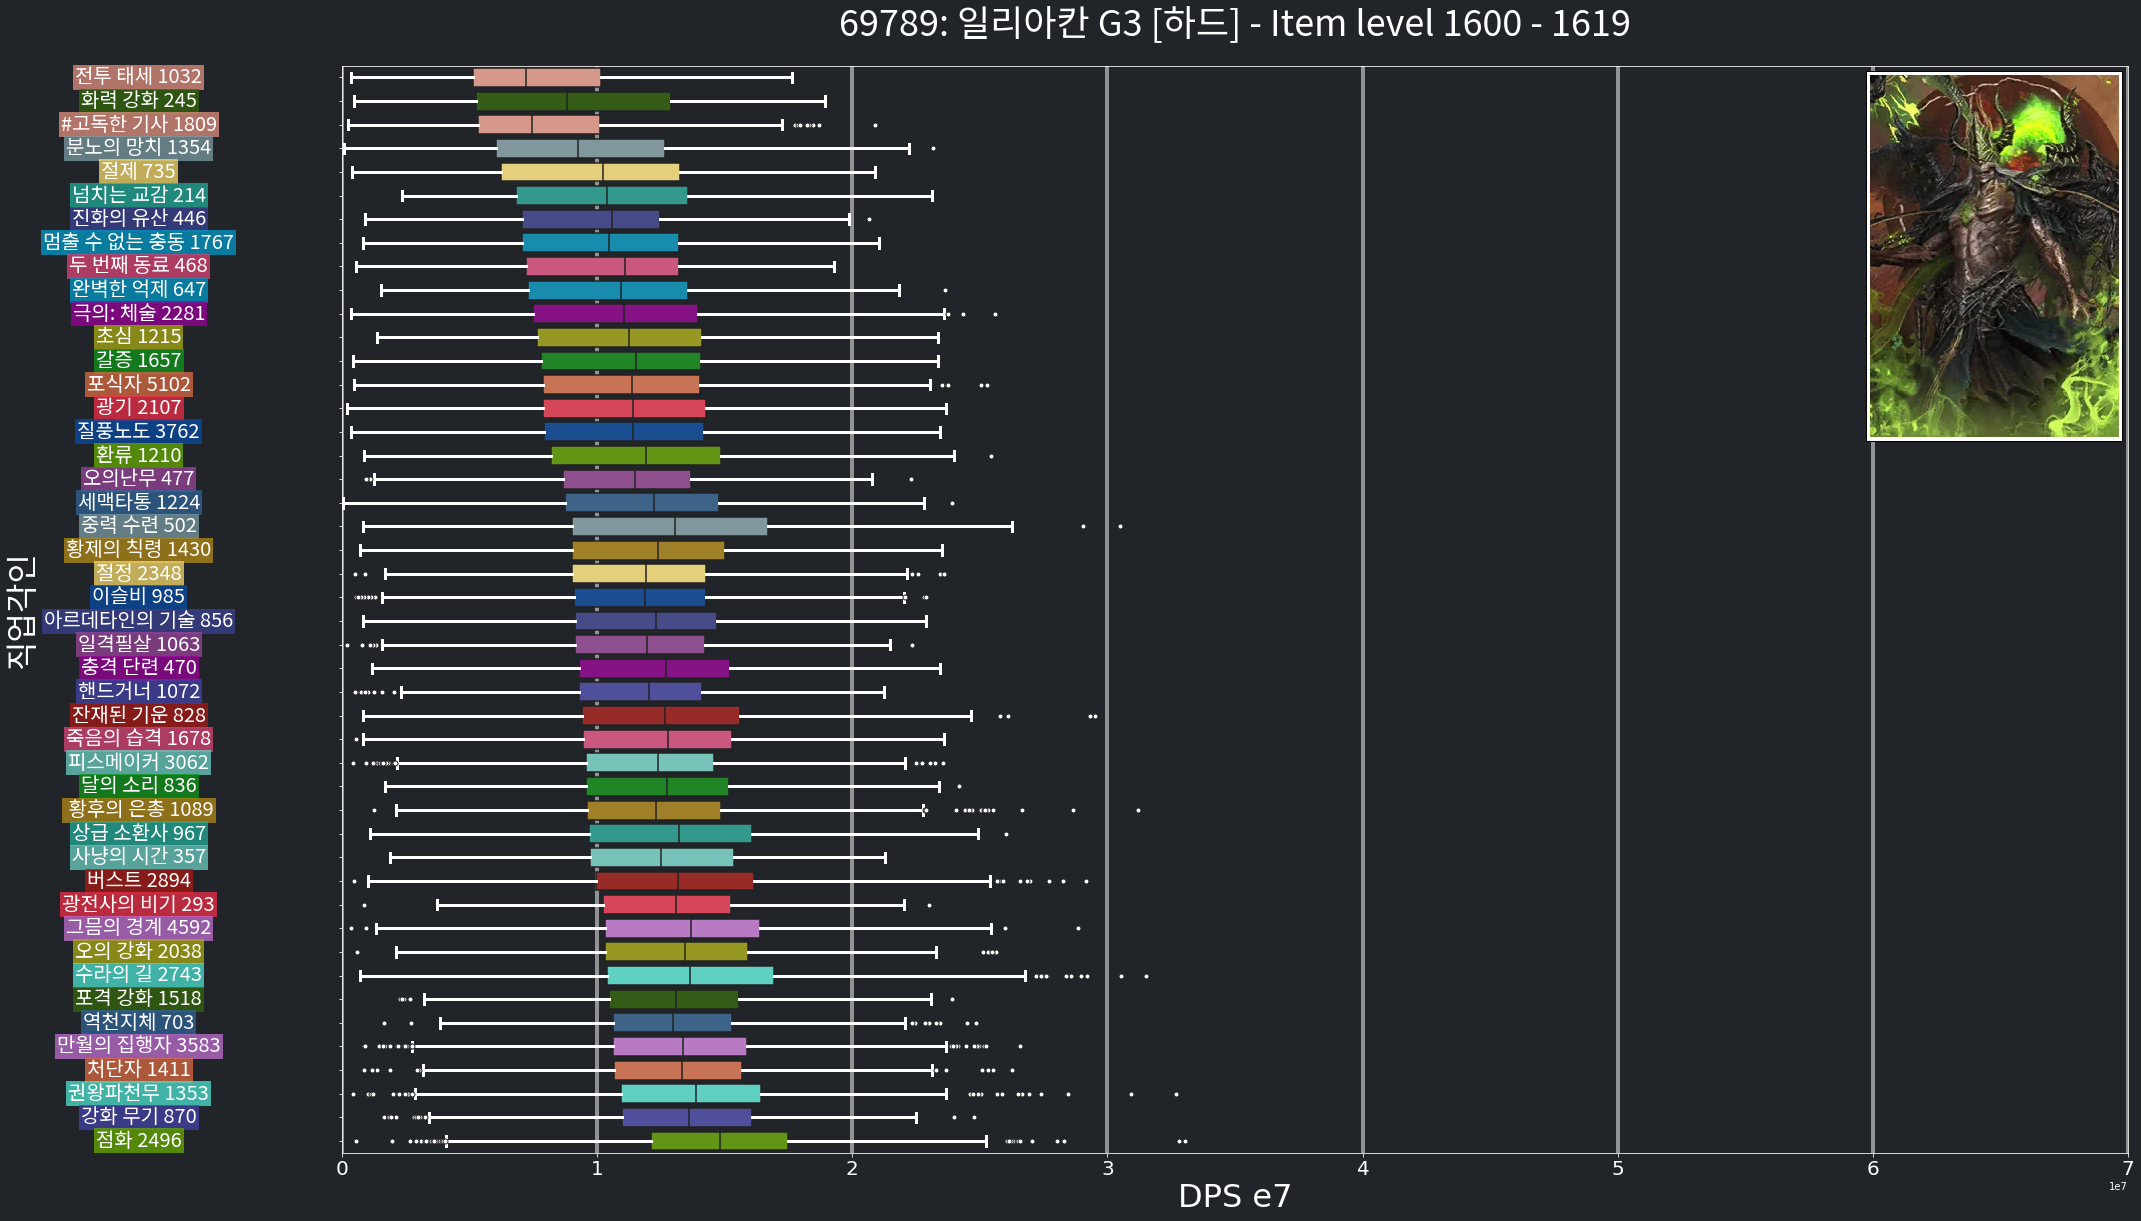 69789: 일리아칸 G3 [하드] - Item level 1600 - 1619
전투 태세 1032
화력 강화 245
#고독한 기사 1809
분노의 망치 1354
절제 735
넘치는 교감 214
진화의 유산 446
멈출 수 없는 충동 1767
두 번째 동료 468
완벽한 억제 647
극의: 체술 2281
초심 1215
갈증 1657
포식자 5102
광기 2107
질풍노도 3762
환류 1210
오의난무 477
세맥타통 1224
중력 수련 502
황제의 칙령 1430
절정 2348
이슬비 985
아르데타인의 기술 856
일격필살 1063
충격 단련 470
핸드거너 1072
잔재된 기운 828
죽음의 습격 1678
피스메이커 3062
달의 소리 836
황후의 은총 1089
상급 소환사 967
사냥의 시간 357
버스트 2894
광전사의 비기 293
그믐의 경계 4592
오의 강화 2038
수라의 길 2743
포격 강화 1518
역천지체 703
만월의 집행자 3583
처단자 1411
권왕파천무 1353
강화 무기 870
점화 2496
직업각인
0 1 2 3 4 5 6 7
1e7
DPS e7